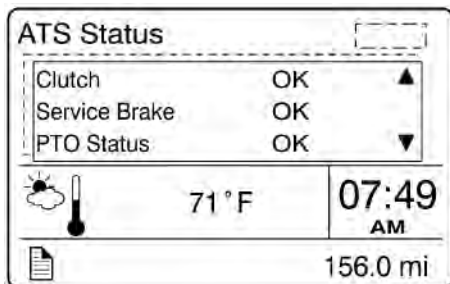 ATS Status
Clutch OK
Service Brake OK
PTO Status OK
71°F
07:49
AM
156.0 mi